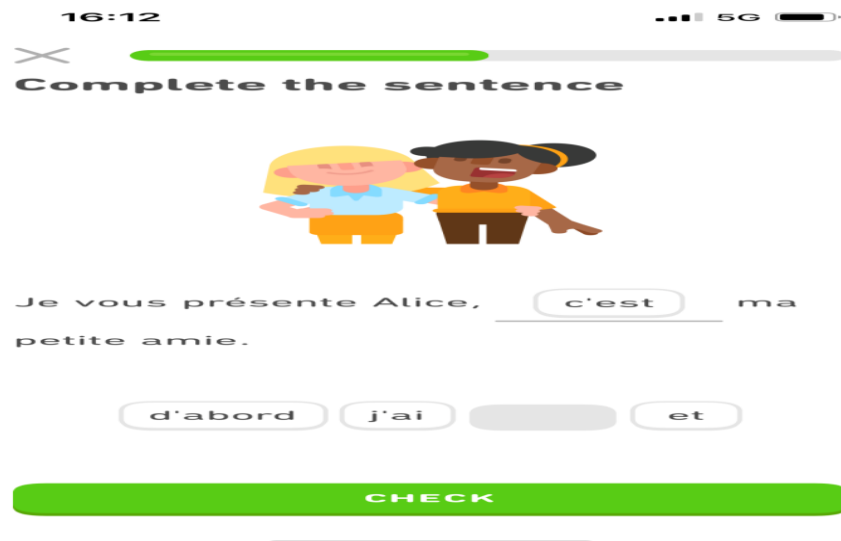 16:12 5G
Complete the sentence
Je vous présente Alice, c'est ma
petite amie.
d'abord j'ai et
CHECK